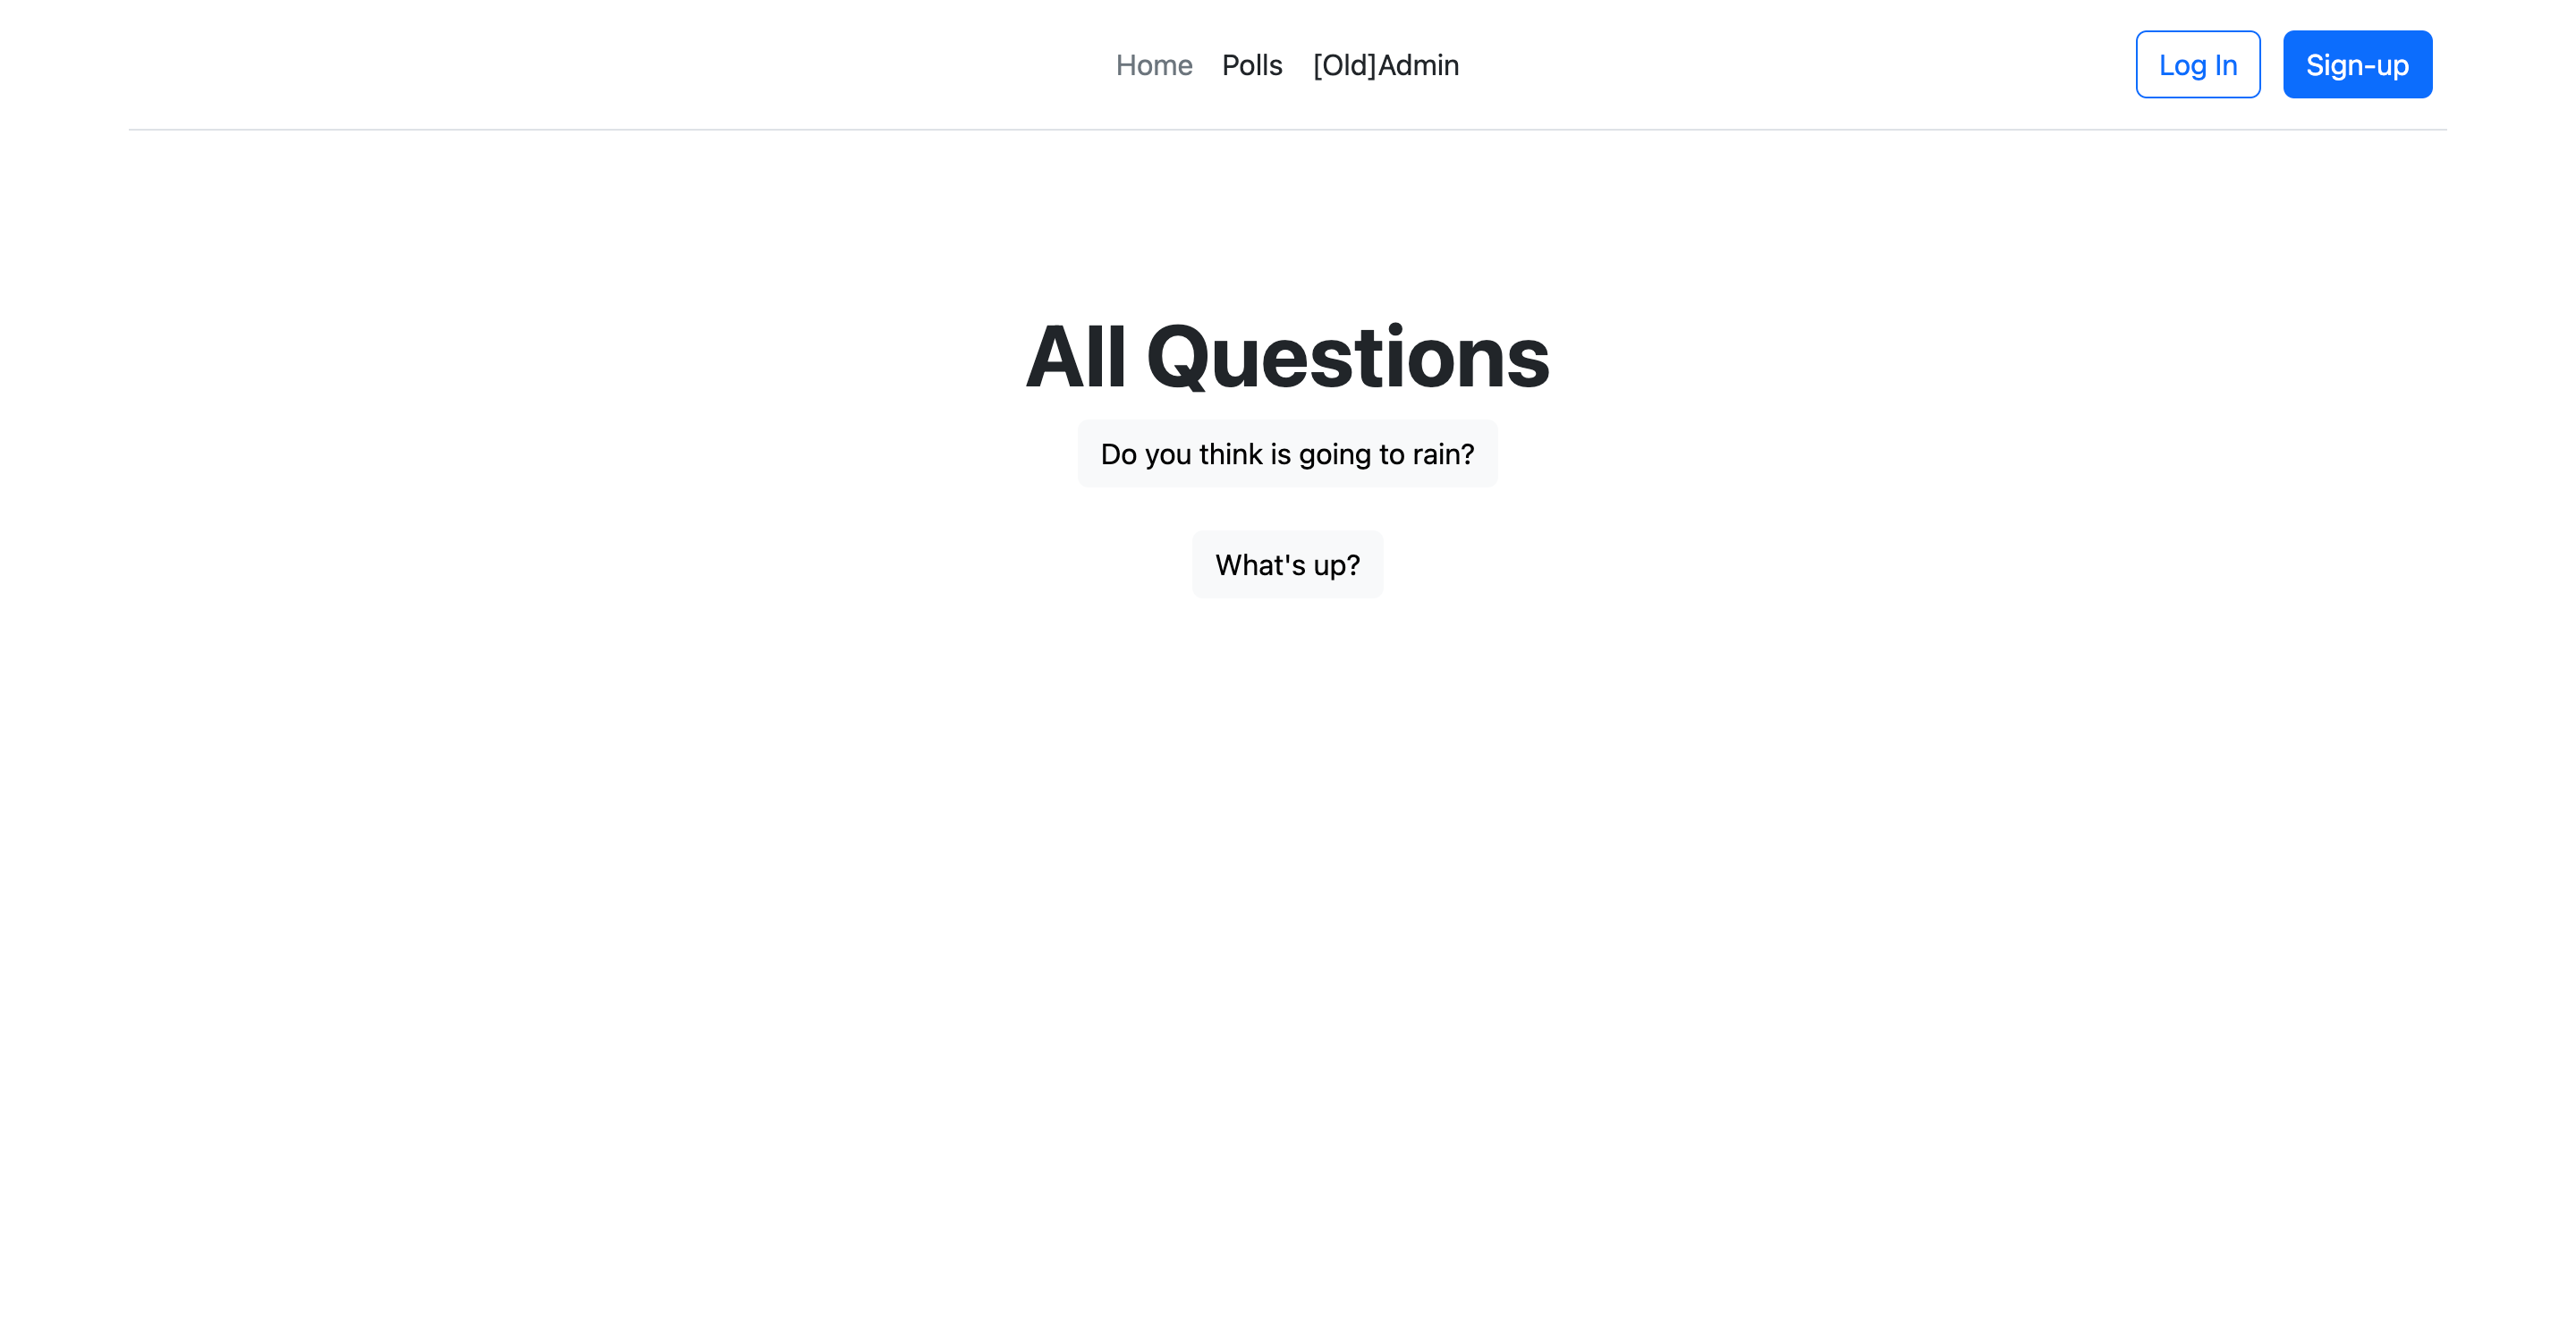 Home Polls [Old]Admin Log In Sign-up
All Questions
Do you think is going to rain?
What's up?